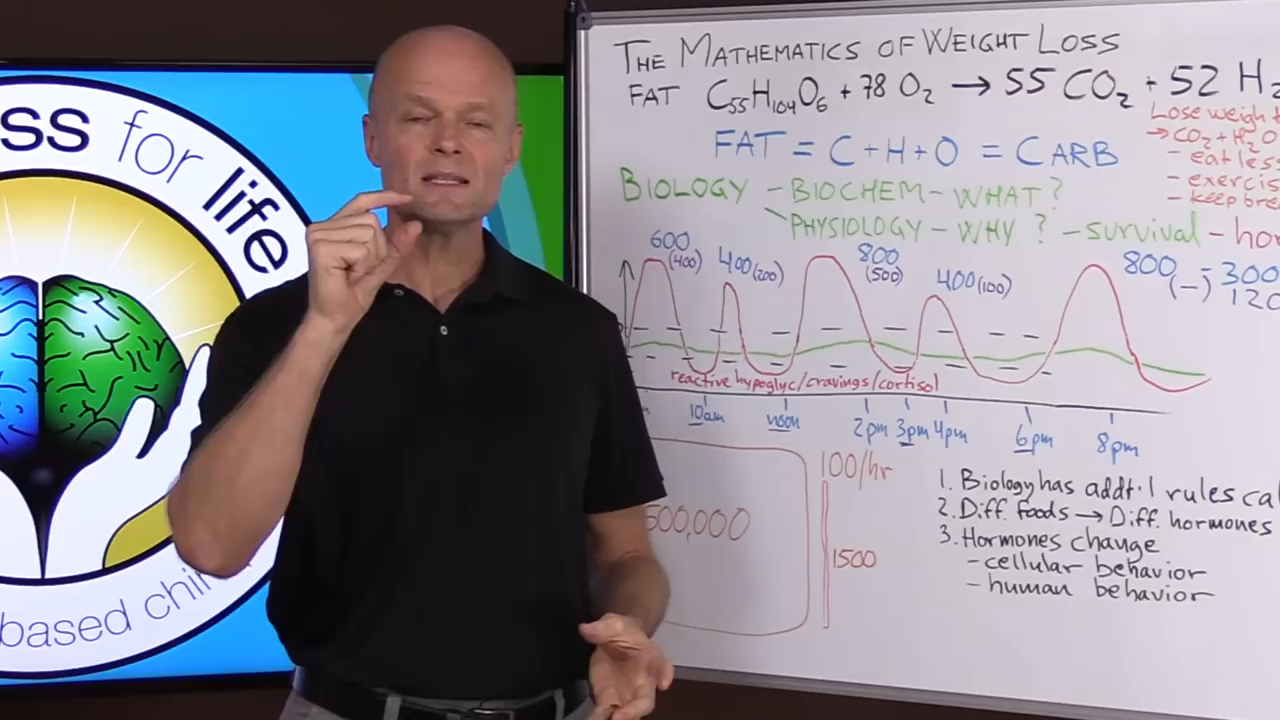 ss for life
based chi
THE MATHEMATICS OF WEIGHT LOSS
FAT C55H104O6 + 78 O2 → 55 CO2 + 52 H2
Lose weight
→CO2+H2O
- eat les
- exercis
- keep bre
FAT = C+H+O = CARB
BIOLOGY - BIOCHEM - WHAT?
PHYSIOLOGY - WHY? - survival - ho
600 (400)
400 (200)
800 (500)
400 (100)
800 (-) 300
120
reactive hypoglyc/cravings/cortisol
10am noon 2pm 3pm 4pm 6pm 8pm
500,000
100/hr
1500
1. Biology has addt'l rules cal
2. Diff. foods → Diff. hormones
3. Hormones change
- cellular behavior
- human behavior